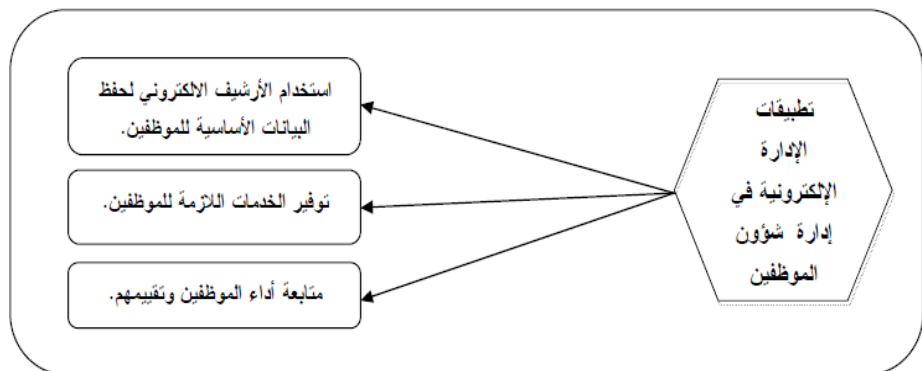 تطبيقات
الإدارة
الإلكترونية في
إدارة شؤون
الموظفين
استخدام الأرشيف الالكتروني لحفظ
البيانات الأساسية للموظفين.
توفير الخدمات اللازمة للموظفين.
متابعة أداء الموظفين وتقييمهم.